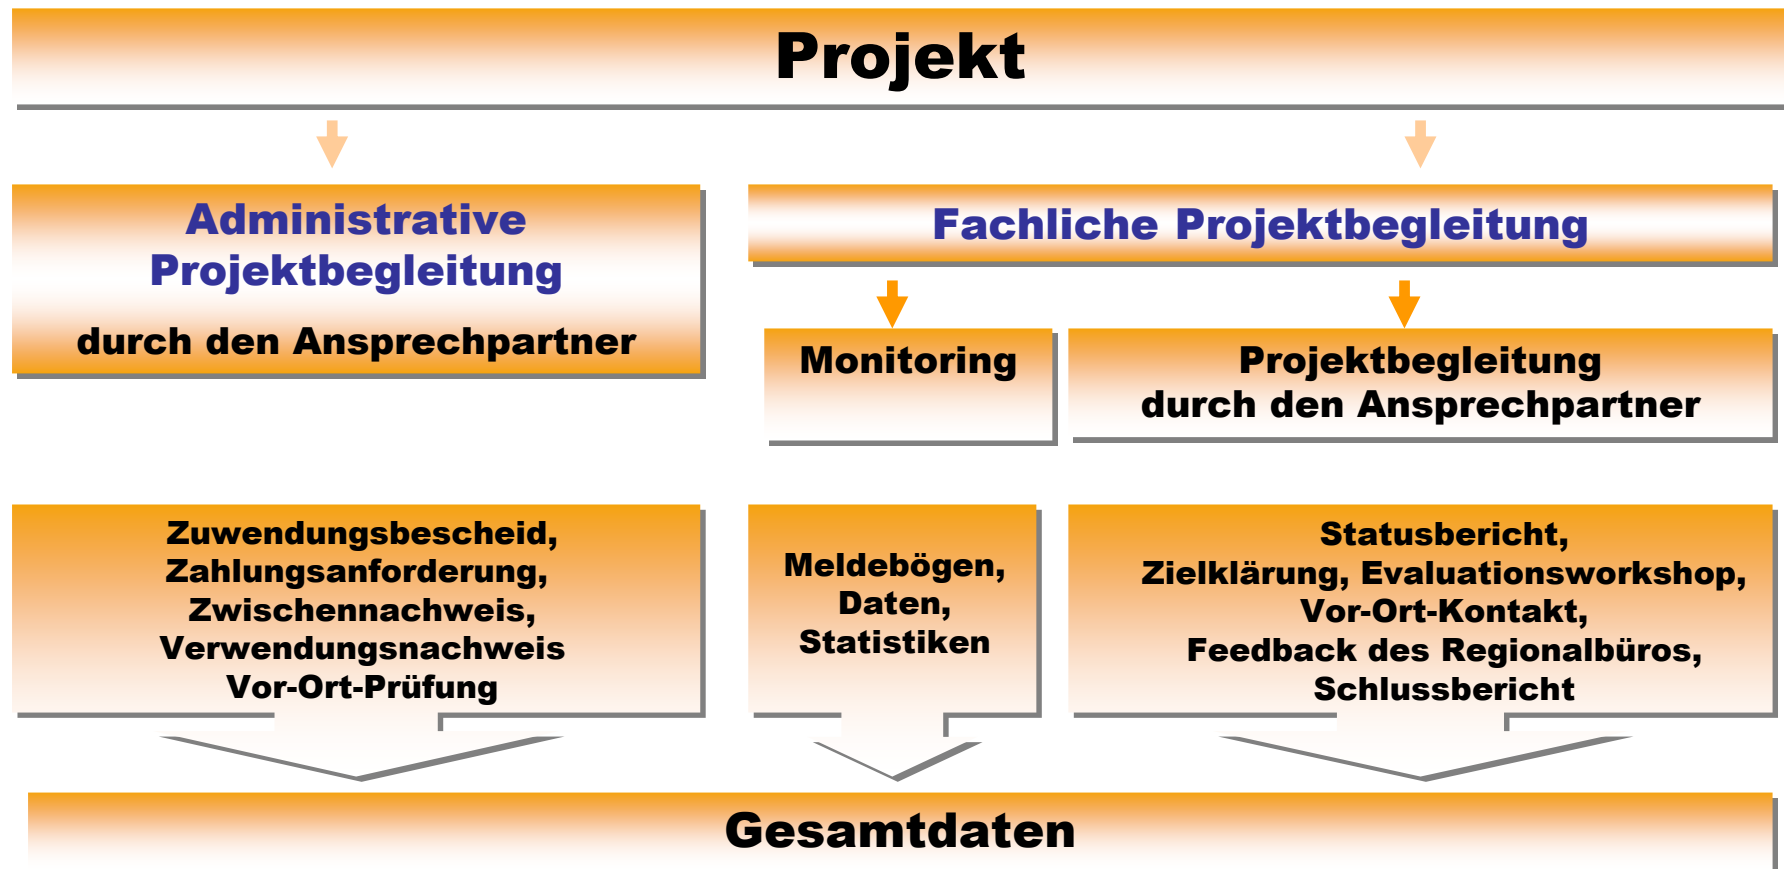 Projekt
Administrative
Projektbegleitung
durch den Ansprechpartner
Fachliche Projektbegleitung
Monitoring
Projektbegleitung
durch den Ansprechpartner
Zuwendungsbescheid,
Zahlungsanforderung,
Zwischennachweis,
Verwendungsnachweis
Vor-Ort-Prüfung
Meldebögen,
Daten,
Statistiken
Statusbericht,
Zielklärung, Evaluationsworkshop,
Vor-Ort-Kontakt,
Feedback des Regionalbüros,
Schlussbericht
Gesamtdaten